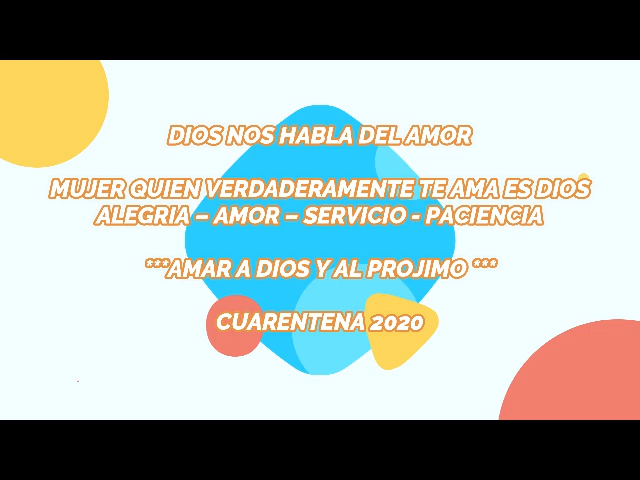 DIOS NOS HABLA DEL AMOR
MUJER QUIEN VERDADERAMENTE TE AMA ES DIOS
ALEGRIA – AMOR – SERVICIO - PACIENCIA
***AMAR A DIOS Y AL PROJIMO ***
CUARENTENA 2020